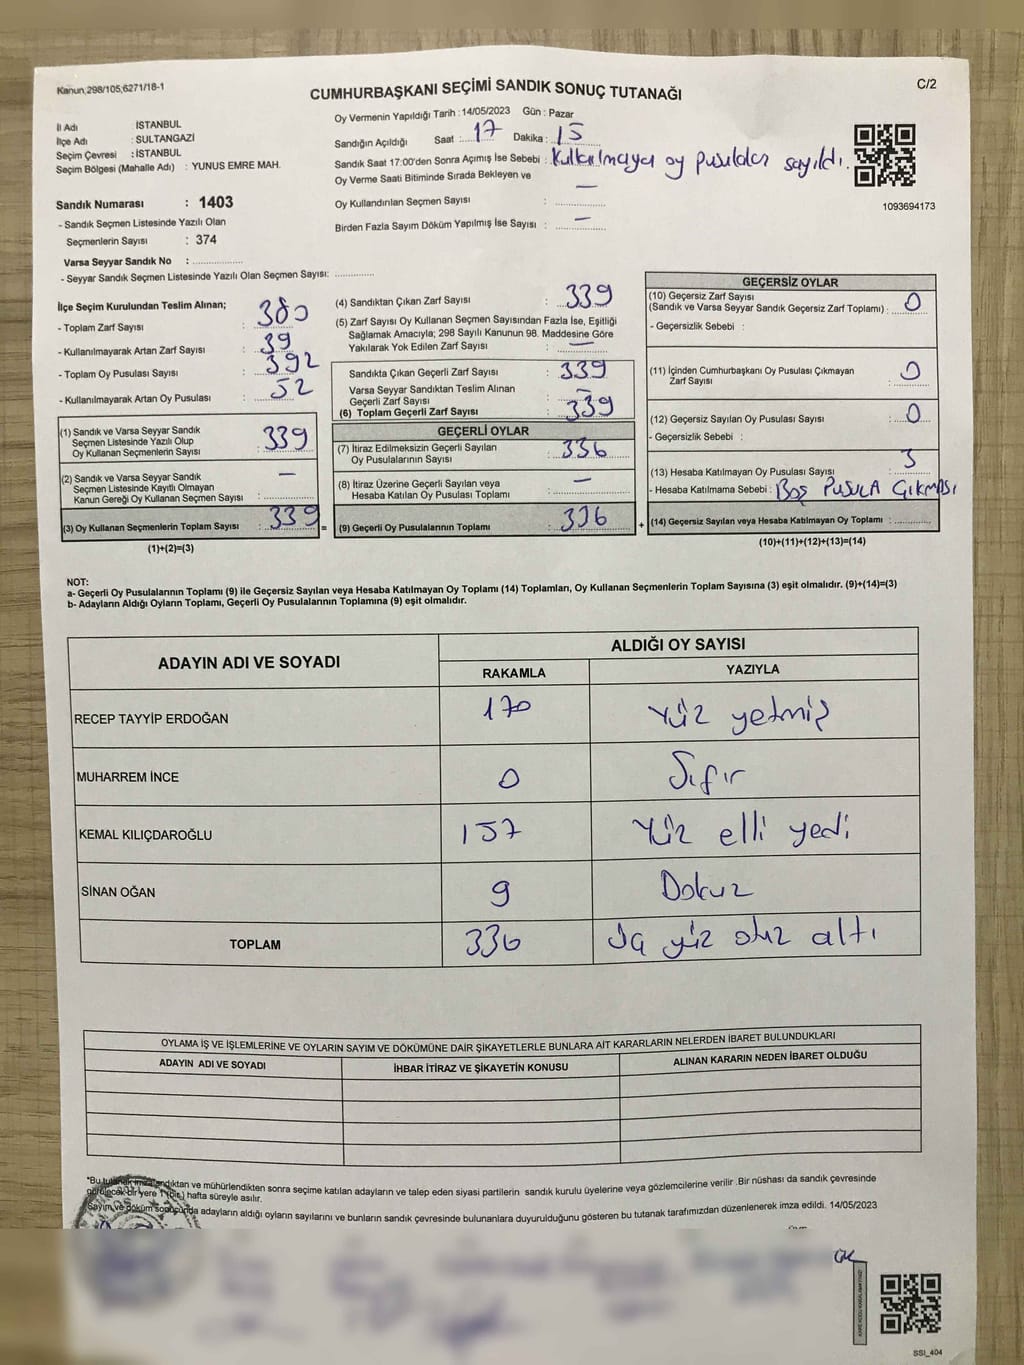 Kanun;298/105;6271/18-1
CUMHURBAŞKANI SEÇİMİ SANDIK SONUÇ TUTANAĞI
C/2
İl Adı : İSTANBUL
İlçe Adı : SULTANGAZİ
Seçim Çevresi : İSTANBUL
Seçim Bölgesi (Mahalle Adı) : YUNUS EMRE MAH.
Sandık Numarası : 1403
- Sandık Seçmen Listesinde Yazılı Olan
Seçmenlerin Sayısı : 374
Varsa Seyyar Sandık No : ..................
- Seyyar Sandık Seçmen Listesinde Yazılı Olan Seçmen Sayısı: ..............
Oy Vermenin Yapıldığı Tarih : 14/05/2023 Gün : Pazar
Sandığın Açıldığı Saat : 17 Dakika : 15
Sandık Saat 17:00'den Sonra Açımış İse Sebebi : Kullanılmayan oy pusulaları sayıldı.
Oy Verme Saati Bitiminde Sırada Bekleyen ve
Oy Kullandırılan Seçmen Sayısı : —
Birden Fazla Sayım Döküm Yapılmış İse Sayısı : —
1093694173
İlçe Seçim Kurulundan Teslim Alınan;
- Toplam Zarf Sayısı : 380
- Kullanılmayarak Artan Zarf Sayısı : 39
- Toplam Oy Pusulası Sayısı : 392
- Kullanılmayarak Artan Oy Pusulası : 52
(1) Sandık ve Varsa Seyyar Sandık
Seçmen Listesinde Yazılı Olup
Oy Kullanan Seçmenlerin Sayısı : 339
(2) Sandık ve Varsa Seyyar Sandık
Seçmen Listesinde Kayıtlı Olmayan
Kanun Gereği Oy Kullanan Seçmen Sayısı : —
(3) Oy Kullanan Seçmenlerin Toplam Sayısı : 339 =
(1)+(2)=(3)
(4) Sandıktan Çıkan Zarf Sayısı : 339
(5) Zarf Sayısı Oy Kullanan Seçmen Sayısından Fazla İse, Eşitliği
Sağlamak Amacıyla; 298 Sayılı Kanunun 98. Maddesine Göre
Yakılarak Yok Edilen Zarf Sayısı : —
Sandıkta Çıkan Geçerli Zarf Sayısı : 339
Varsa Seyyar Sandıktan Teslim Alınan
Geçerli Zarf Sayısı : —
(6) Toplam Geçerli Zarf Sayısı : 339
GEÇERLİ OYLAR
(7) İtiraz Edilmeksizin Geçerli Sayılan
Oy Pusulalarının Sayısı : 336
(8) İtiraz Üzerine Geçerli Sayılan veya
Hesaba Katılan Oy Pusulası Toplamı : —
(9) Geçerli Oy Pusulalarının Toplamı : 336 +
GEÇERSİZ OYLAR
(10) Geçersiz Zarf Sayısı
(Sandık ve Varsa Seyyar Sandık Geçersiz Zarf Toplamı) : 0
- Geçersizlik Sebebi :
(11) İçinden Cumhurbaşkanı Oy Pusulası Çıkmayan
Zarf Sayısı : 0
(12) Geçersiz Sayılan Oy Pusulası Sayısı : 0
- Geçersizlik Sebebi :
(13) Hesaba Katılmayan Oy Pusulası Sayısı : 3
- Hesaba Katılmama Sebebi : BOŞ PUSULA ÇIKMASI
(14) Geçersiz Sayılan veya Hesaba Katılmayan Oy Toplamı : .............
(10)+(11)+(12)+(13)=(14)
NOT:
a- Geçerli Oy Pusulalarının Toplamı (9) ile Geçersiz Sayılan veya Hesaba Katılmayan Oy Toplamı (14) Toplamları, Oy Kullanan Seçmenlerin Toplam Sayısına (3) eşit olmalıdır. (9)+(14)=(3)
b- Adayların Aldığı Oyların Toplamı, Geçerli Oy Pusulalarının Toplamına (9) eşit olmalıdır.
ADAYIN ADI VE SOYADI
ALDIĞI OY SAYISI
RAKAMLA YAZIYLA
RECEP TAYYİP ERDOĞAN 170 Yüz yetmiş
MUHARREM İNCE 0 Sıfır
KEMAL KILIÇDAROĞLU 157 Yüz elli yedi
SİNAN OĞAN 9 Dokuz
TOPLAM 336 Üç yüz otuz altı
OYLAMA İŞ VE İŞLEMLERİNE VE OYLARIN SAYIM VE DÖKÜMÜNE DAİR ŞİKAYETLERLE BUNLARA AİT KARARLARIN NELERDEN İBARET BULUNDUKLARI
ADAYIN ADI VE SOYADI İHBAR İTİRAZ VE ŞİKAYETİN KONUSU ALINAN KARARIN NEDEN İBARET OLDUĞU
*Bu tutanak imzalandıktan ve mühürlendikten sonra seçime katılan adayların ve talep eden siyasi partilerin sandık kurulu üyelerine veya gözlemcilerine verilir .Bir nüshası da sandık çevresinde
görülecek bir yere 1 (bir) hafta süreyle asılır.
Sayım ve döküm sonucunda adayların aldığı oyların sayılarını ve bunların sandık çevresinde bulunanlara duyurulduğunu gösteren bu tutanak tarafımızdan düzenlenerek imza edildi. 14/05/2023
SSI_404